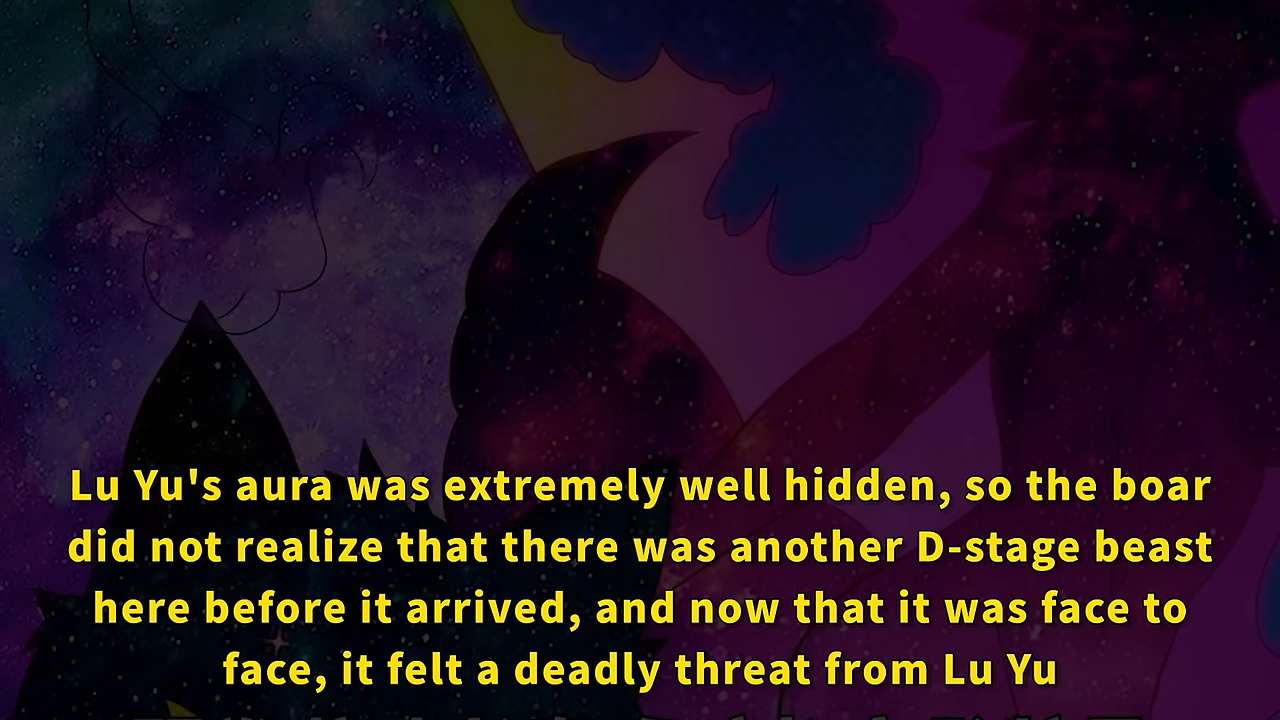 Lu Yu's aura was extremely well hidden, so the boar
did not realize that there was another D-stage beast
here before it arrived, and now that it was face to
face, it felt a deadly threat from Lu Yu